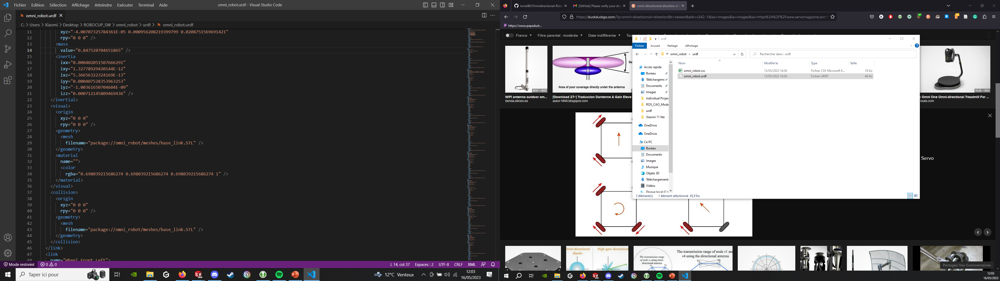 Fichier Edition Sélection Affichage Atteindre Exécuter Terminal Aide
omni_robot.urdf - Visual Studio Code
omni_robot.urdf
C: > Users > Xiaomi > Desktop > ROBOCUP_SW > omni_robot > urdf > omni_robot.urdf
11 xyz="-4.00707325784361E-05 0.000956208219399799 0.0208751569691421"
12 rpy="0 0 0" />
13 <mass
14 value="0.847520704651865" />
15 <inertia
16 ixx="0.000402051507666291"
17 ixy="1.32778929420144E-12"
18 ixz="5.36656322324169E-13"
19 iyy="0.000407528353963253"
20 iyz="-1.00361650704604E-09"
21 izz="0.000712145809469436" />
22 </inertial>
23 <visual>
24 <origin
25 xyz="0 0 0"
26 rpy="0 0 0" />
27 <geometry>
28 <mesh
29 filename="package://omni_robot/meshes/base_link.STL" />
30 </geometry>
31 <material
32 name="">
33 <color
34 rgba="0.698039215686274 0.698039215686274 0.698039215686274 1" />
35 </material>
36 </visual>
37 <collision>
38 <origin
39 xyz="0 0 0"
40 rpy="0 0 0" />
41 <geometry>
42 <mesh
43 filename="package://omni_robot/meshes/base_link.STL" />
44 </geometry>
45 </collision>
46 </link>
47 <link
48 name="Wheel_Front_Left">
Mode restreint 0 0
L 14, col 37 Espaces : 2 UTF-8 CRLF XML
Taper ici pour
12°C Venteux
12:03
16/05/2023
IsmailBl/Omnidirectional-Robo
[GitHub] Please verify your dev
omni directionnal direction at D
https://duckduckgo.com/?q=omni+directionnal+direction&t=newext&atb=v342-1&iax=images&ia=images&iai=https%3A%2F%2Fwww.servomagazine.com%
https://www.papadust...
France
Filtre parental : modérée
Date indifférente
800 × 800
WIFI antenna outdoor om...
tienda.siliceo.es
Area of poor coverage directly under the antenna
[Download 27+] Traduccion Dantenne A Gain Eleve
autor-1444.blogspot.com
1536 × 864
Omni One Omni-directional Treadmill For ...
urdf
Fichier Accueil Partage Affichage
omni_robot > urdf
Rechercher dans : urdf
Nom Modifié le Type Taille
omni_robot.csv 13/05/2023 16:36 Fichier CSV Microsoft E... 18 Ko
omni_robot.urdf 13/05/2023 16:36 Fichier URDF 46 Ko
Accès rapide
Bureau
Téléchargeme
Documents
Images
Individual Projec
ROS_CAO_Mode
urdf
Xiaomi 11 lite
OneDrive
OneDrive
Ce PC
Bureau
Documents
Images
Musique
Objets 3D
Téléchargements
Vidéos
Disque local (C:)
2 élément(s) 1 élément sélectionné 45,9 Ko
Servo
Omni-directional
dipole
High gain directional
The transmission
range of node v1 using
omni-directional
antenna
The transmission range of node v1 and
v4 using the directional antenna
Partagez Vos Commentaires
12:03
16/05/2023